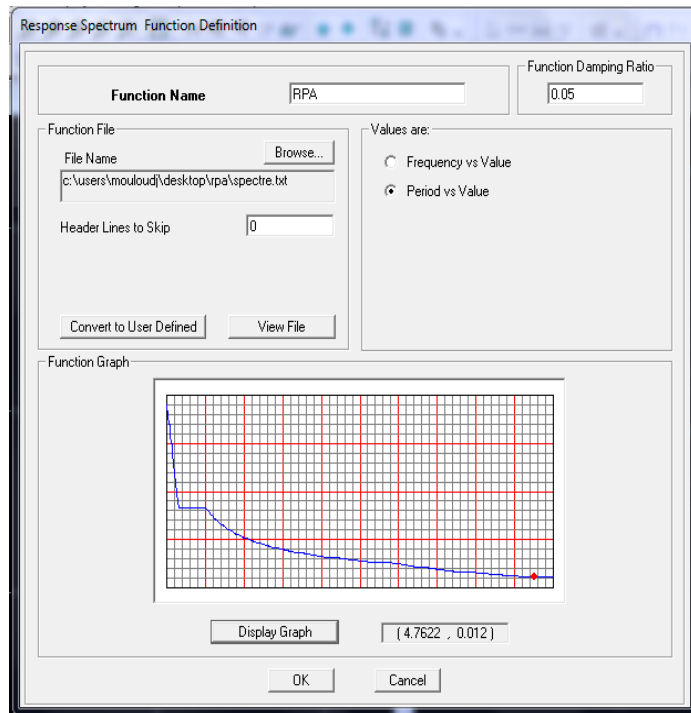 Response Spectrum Function Definition
Function Damping Ratio
Function Name
RPA
0.05
Function File
Values are:
File Name
Browse...
c:\users\mouloudj\desktop\rpa\spectre.txt
Frequency vs Value
Period vs Value
Header Lines to Skip
0
Convert to User Defined
View File
Function Graph
Display Graph
( 4.7622 , 0.012 )
OK
Cancel